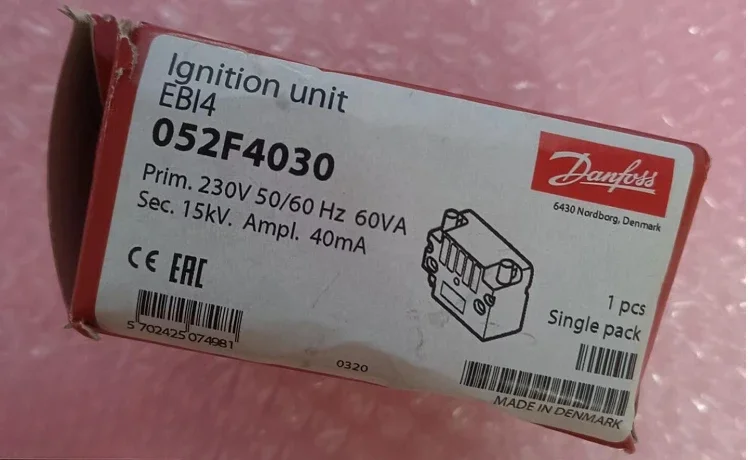 Ignition unit
EBI4
052F4030
Prim. 230V 50/60 Hz 60VA
Sec. 15kV. Ampl. 40mA
CE EAC
5 702425 074981
0320
Danfoss
6430 Nordborg, Denmark
1 pcs
Single pack
MADE IN DENMARK